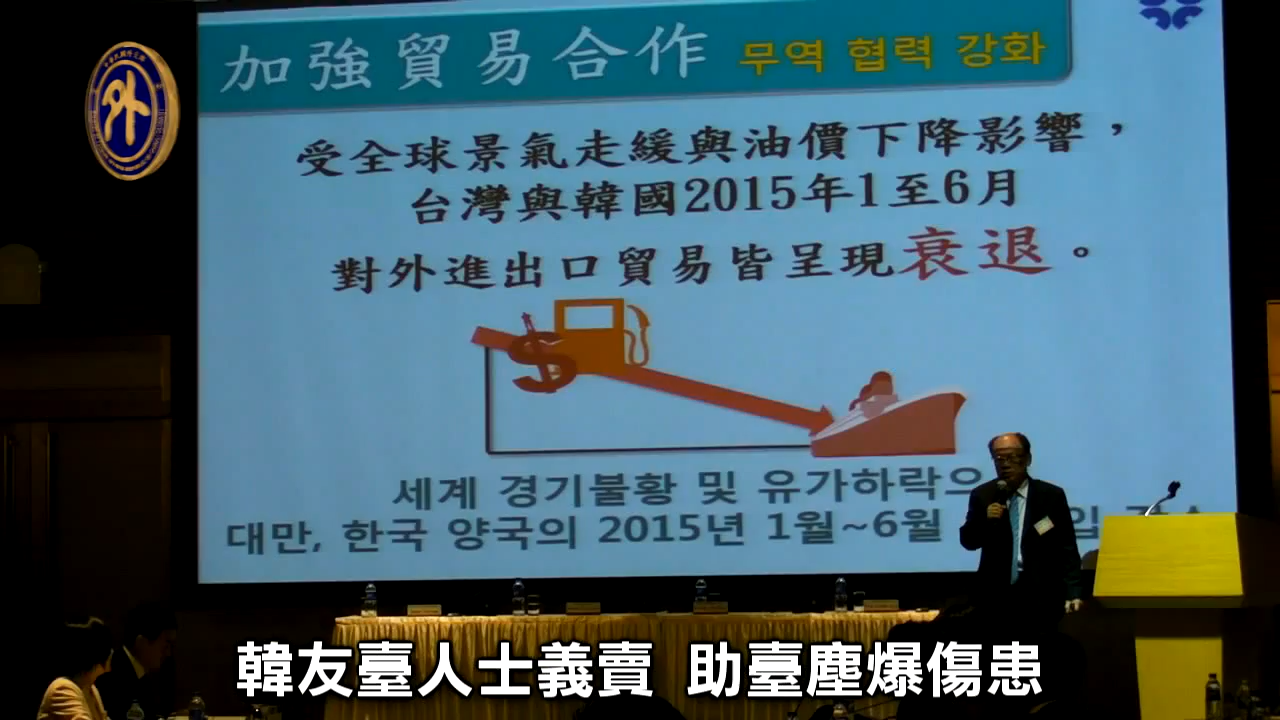 加強貿易合作 무역 협력 강화
外
受全球景氣走緩與油價下降影響，
台灣與韓國2015年1至6月
對外進出口貿易皆呈現衰退。
$
세계 경기불황 및 유가하락으
대만, 한국 양국의 2015년 1월~6월
韓友臺人士義賣 助臺塵爆傷患